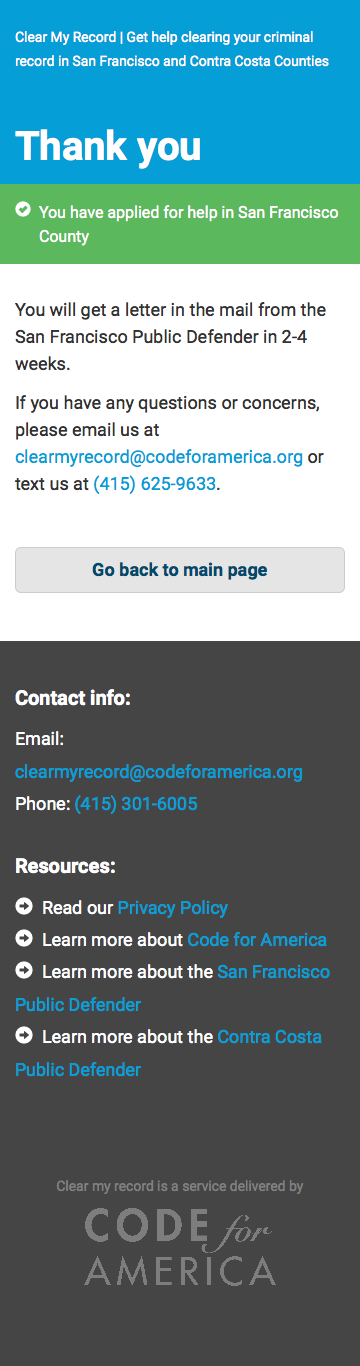 Clear My Record | Get help clearing your criminal
record in San Francisco and Contra Costa Counties
Thank you
You have applied for help in San Francisco
County
You will get a letter in the mail from the
San Francisco Public Defender in 2-4
weeks.
If you have any questions or concerns,
please email us at
clearmyrecord@codeforamerica.org or
text us at (415) 625-9633.
Go back to main page
Contact info:
Email:
clearmyrecord@codeforamerica.org
Phone: (415) 301-6005
Resources:
Read our Privacy Policy
Learn more about Code for America
Learn more about the San Francisco
Public Defender
Learn more about the Contra Costa
Public Defender
Clear my record is a service delivered by
CODE for
AMERICA